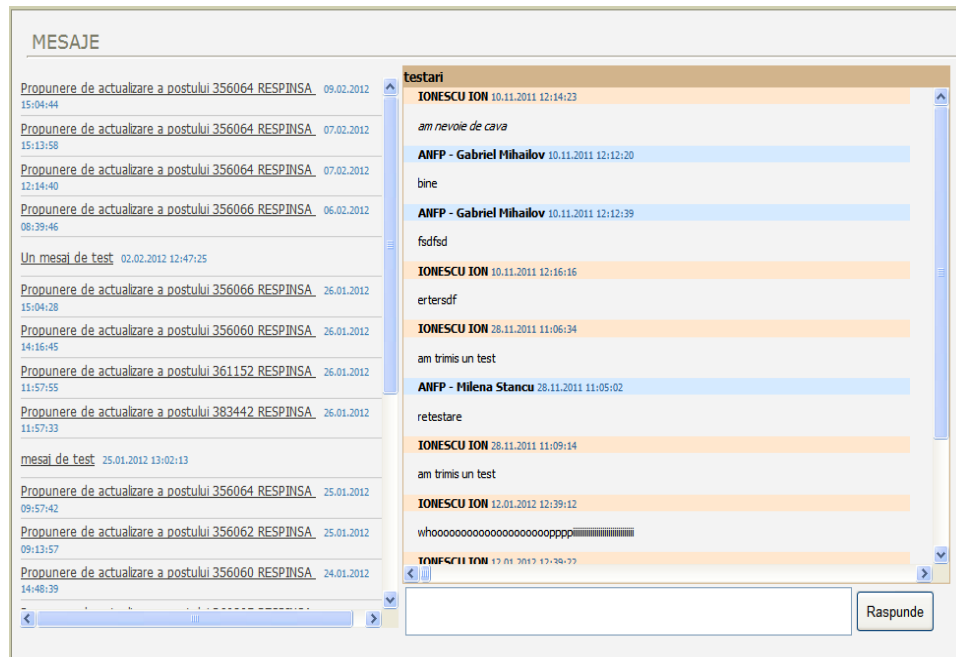 MESAJE
Propunere de actualizare a postului 356064 RESPINSA 09.02.2012
15:04:44
Propunere de actualizare a postului 356064 RESPINSA 07.02.2012
15:13:58
Propunere de actualizare a postului 356064 RESPINSA 07.02.2012
12:14:40
Propunere de actualizare a postului 356066 RESPINSA 06.02.2012
08:39:46
Un mesaj de test 02.02.2012 12:47:25
Propunere de actualizare a postului 356066 RESPINSA 26.01.2012
15:04:28
Propunere de actualizare a postului 356060 RESPINSA 26.01.2012
14:16:45
Propunere de actualizare a postului 361152 RESPINSA 26.01.2012
11:57:55
Propunere de actualizare a postului 383442 RESPINSA 26.01.2012
11:57:33
mesaj de test 25.01.2012 13:02:13
Propunere de actualizare a postului 356064 RESPINSA 25.01.2012
09:57:42
Propunere de actualizare a postului 356062 RESPINSA 25.01.2012
09:13:57
Propunere de actualizare a postului 356060 RESPINSA 24.01.2012
14:48:39
testari
IONESCU ION 10.11.2011 12:14:23
am nevoie de cava
ANFP - Gabriel Mihailov 10.11.2011 12:12:20
bine
ANFP - Gabriel Mihailov 10.11.2011 12:12:39
fsdfsd
IONESCU ION 10.11.2011 12:16:16
ertersdf
IONESCU ION 28.11.2011 11:06:34
am trimis un test
ANFP - Milena Stancu 28.11.2011 11:05:02
retestare
IONESCU ION 28.11.2011 11:09:14
am trimis un test
IONESCU ION 12.01.2012 12:39:12
IONESCU ION 12.01.2012 12:39:22
Raspunde